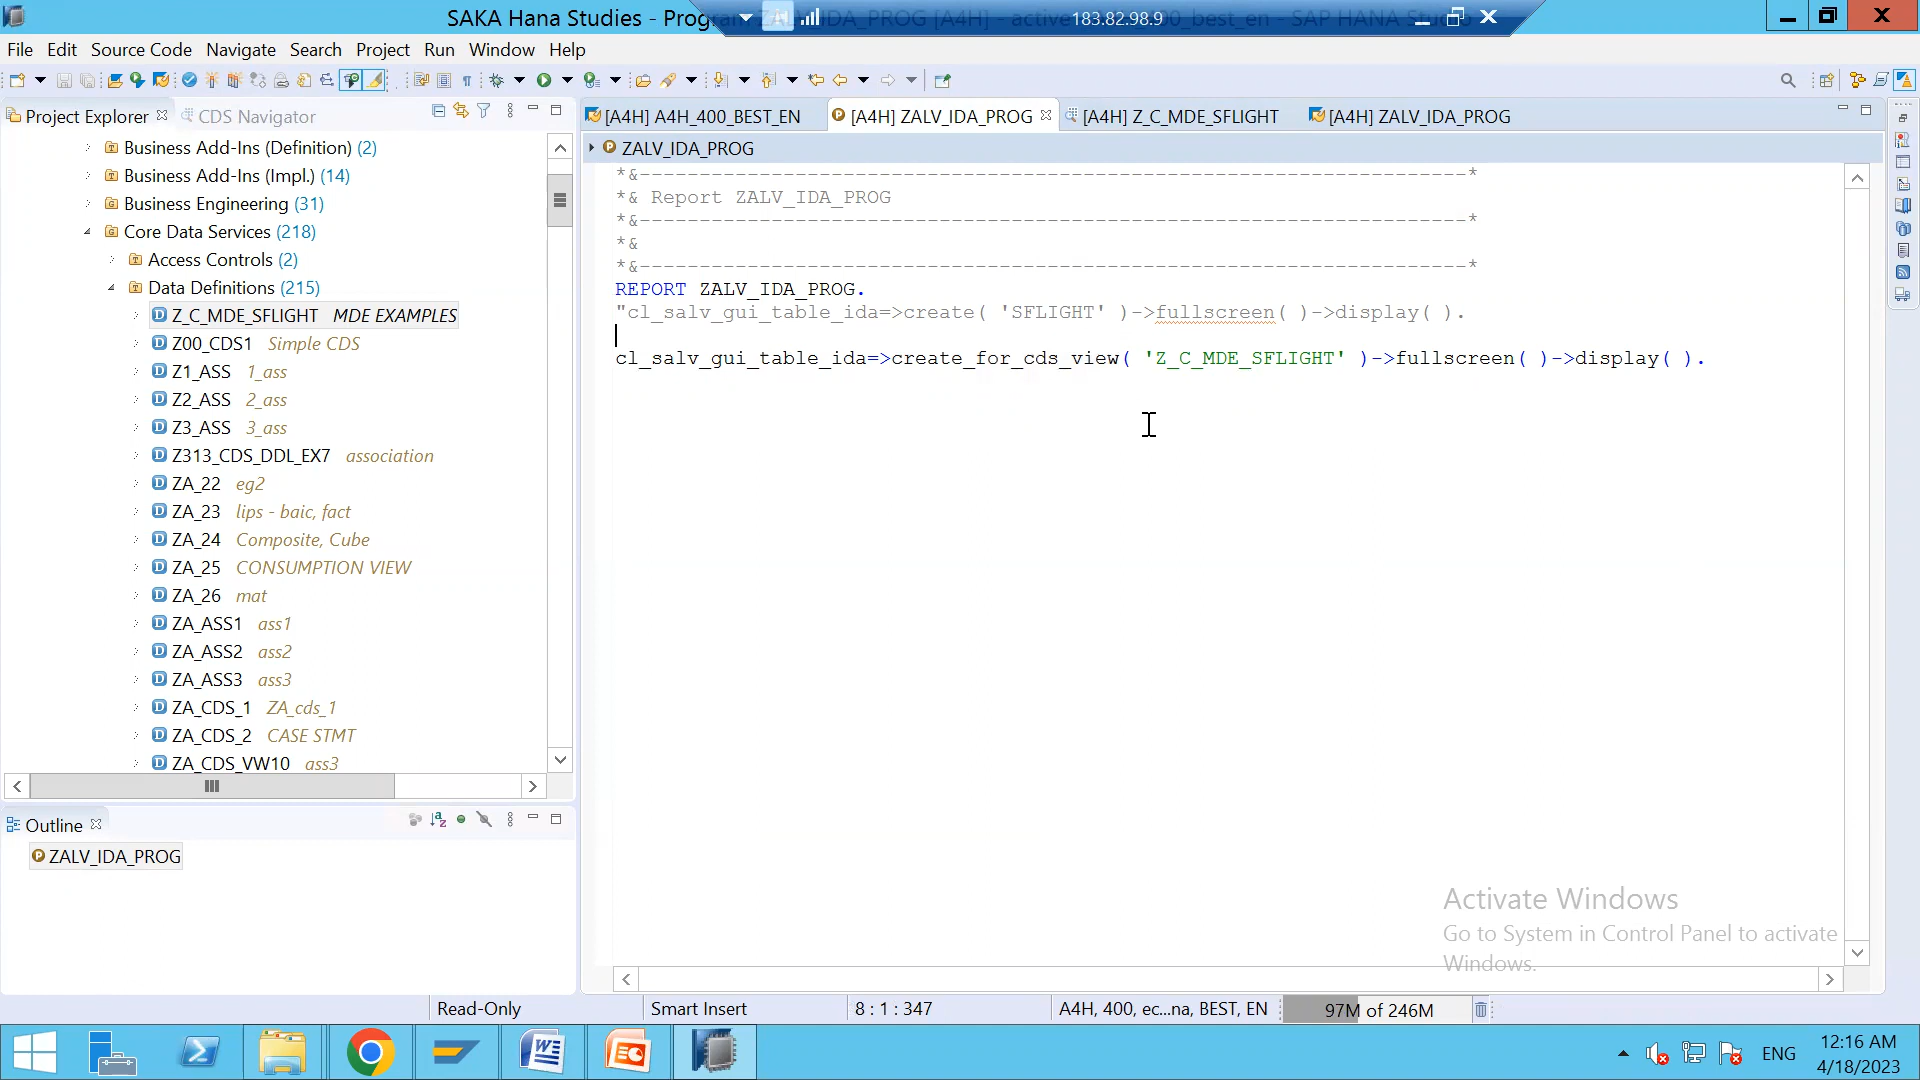 SAKA Hana Studies - Program ZALV_IDA_PROG [A4H] - active
183.82.98.9
File Edit Source Code Navigate Search Project Run Window Help
Project Explorer
CDS Navigator
Business Add-Ins (Definition) (2)
Business Add-Ins (Impl.) (14)
Business Engineering (31)
Core Data Services (218)
Access Controls (2)
Data Definitions (215)
Z_C_MDE_SFLIGHT MDE EXAMPLES
Z00_CDS1 Simple CDS
Z1_ASS 1_ass
Z2_ASS 2_ass
Z3_ASS 3_ass
Z313_CDS_DDL_EX7 association
ZA_22 eg2
ZA_23 lips - baic, fact
ZA_24 Composite, Cube
ZA_25 CONSUMPTION VIEW
ZA_26 mat
ZA_ASS1 ass1
ZA_ASS2 ass2
ZA_ASS3 ass3
ZA_CDS_1 ZA_cds_1
ZA_CDS_2 CASE STMT
ZA_CDS_VW10 ass3
Outline
ZALV_IDA_PROG
[A4H] A4H_400_BEST_EN
[A4H] ZALV_IDA_PROG
[A4H] Z_C_MDE_SFLIGHT
[A4H] ZALV_IDA_PROG
ZALV_IDA_PROG
*&---------------------------------------------------------------------*
*& Report ZALV_IDA_PROG
*&---------------------------------------------------------------------*
*&
*&---------------------------------------------------------------------*
REPORT ZALV_IDA_PROG.
"cl_salv_gui_table_ida=>create( 'SFLIGHT' )->fullscreen( )->display( ).
cl_salv_gui_table_ida=>create_for_cds_view( 'Z_C_MDE_SFLIGHT' )->fullscreen( )->display( ).
Activate Windows
Go to System in Control Panel to activate
Windows.
Read-Only
Smart Insert
8 : 1 : 347
A4H, 400, ec...na, BEST, EN
97M of 246M
ENG
12:16 AM
4/18/2023